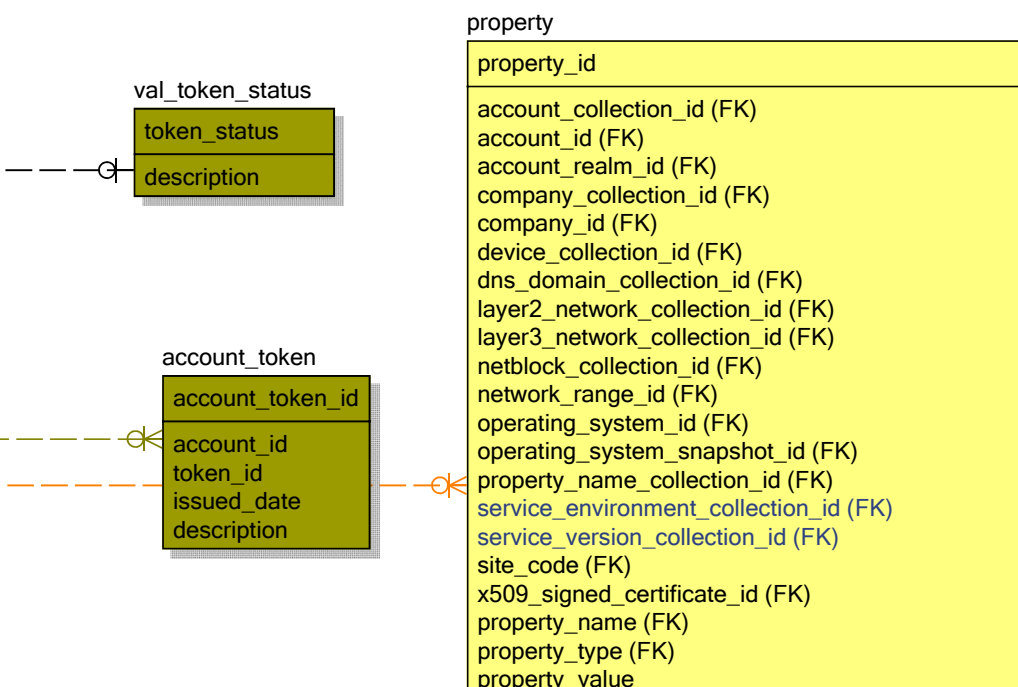 val_token_status
token_status
description
account_token
account_token_id
account_id
token_id
issued_date
description
property
property_id
account_collection_id (FK)
account_id (FK)
account_realm_id (FK)
company_collection_id (FK)
company_id (FK)
device_collection_id (FK)
dns_domain_collection_id (FK)
layer2_network_collection_id (FK)
layer3_network_collection_id (FK)
netblock_collection_id (FK)
network_range_id (FK)
operating_system_id (FK)
operating_system_snapshot_id (FK)
property_name_collection_id (FK)
service_environment_collection_id (FK)
service_version_collection_id (FK)
site_code (FK)
x509_signed_certificate_id (FK)
property_name (FK)
property_type (FK)
property_value